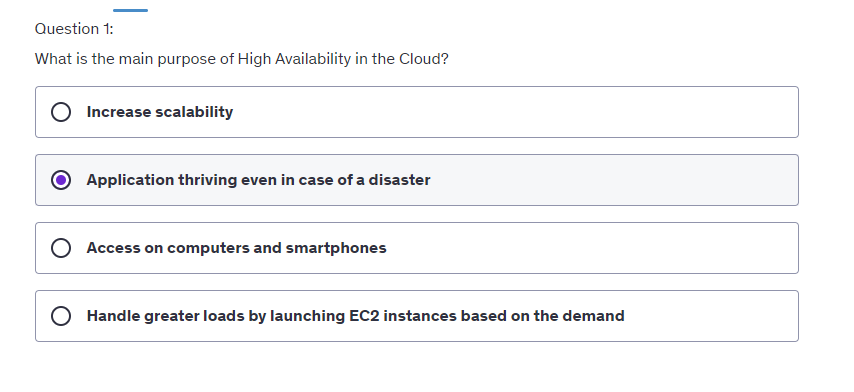 Question 1:
What is the main purpose of High Availability in the Cloud?
Increase scalability
Application thriving even in case of a disaster
Access on computers and smartphones
Handle greater loads by launching EC2 instances based on the demand